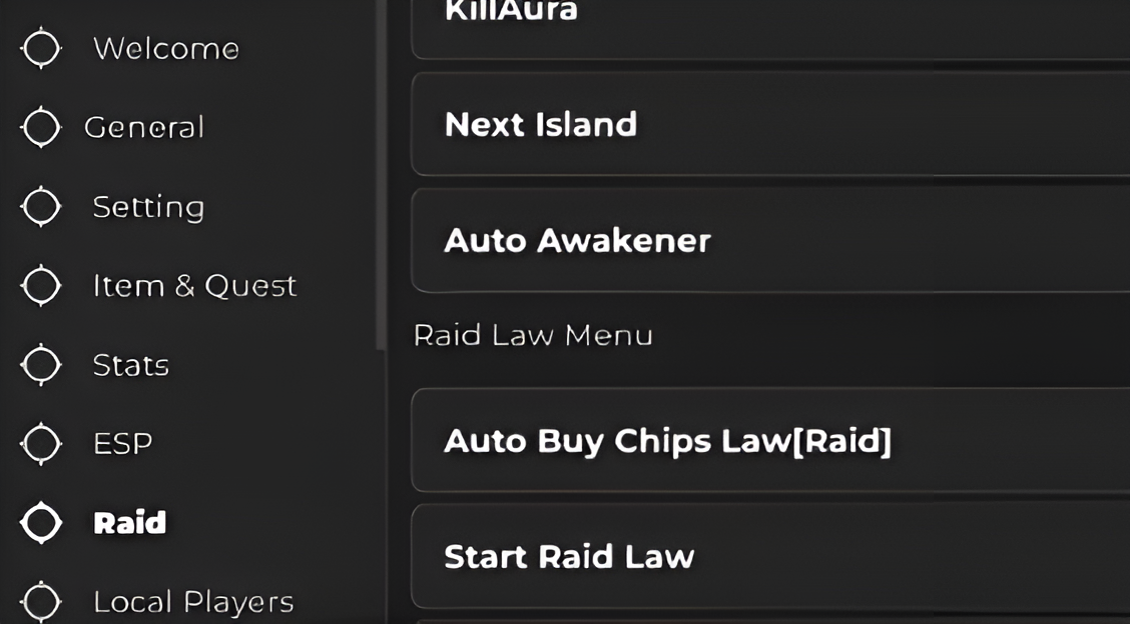 Welcome
General
Setting
Item & Quest
Stats
ESP
Raid
Local Players
KillAura
Next Island
Auto Awakener
Raid Law Menu
Auto Buy Chips Law[Raid]
Start Raid Law